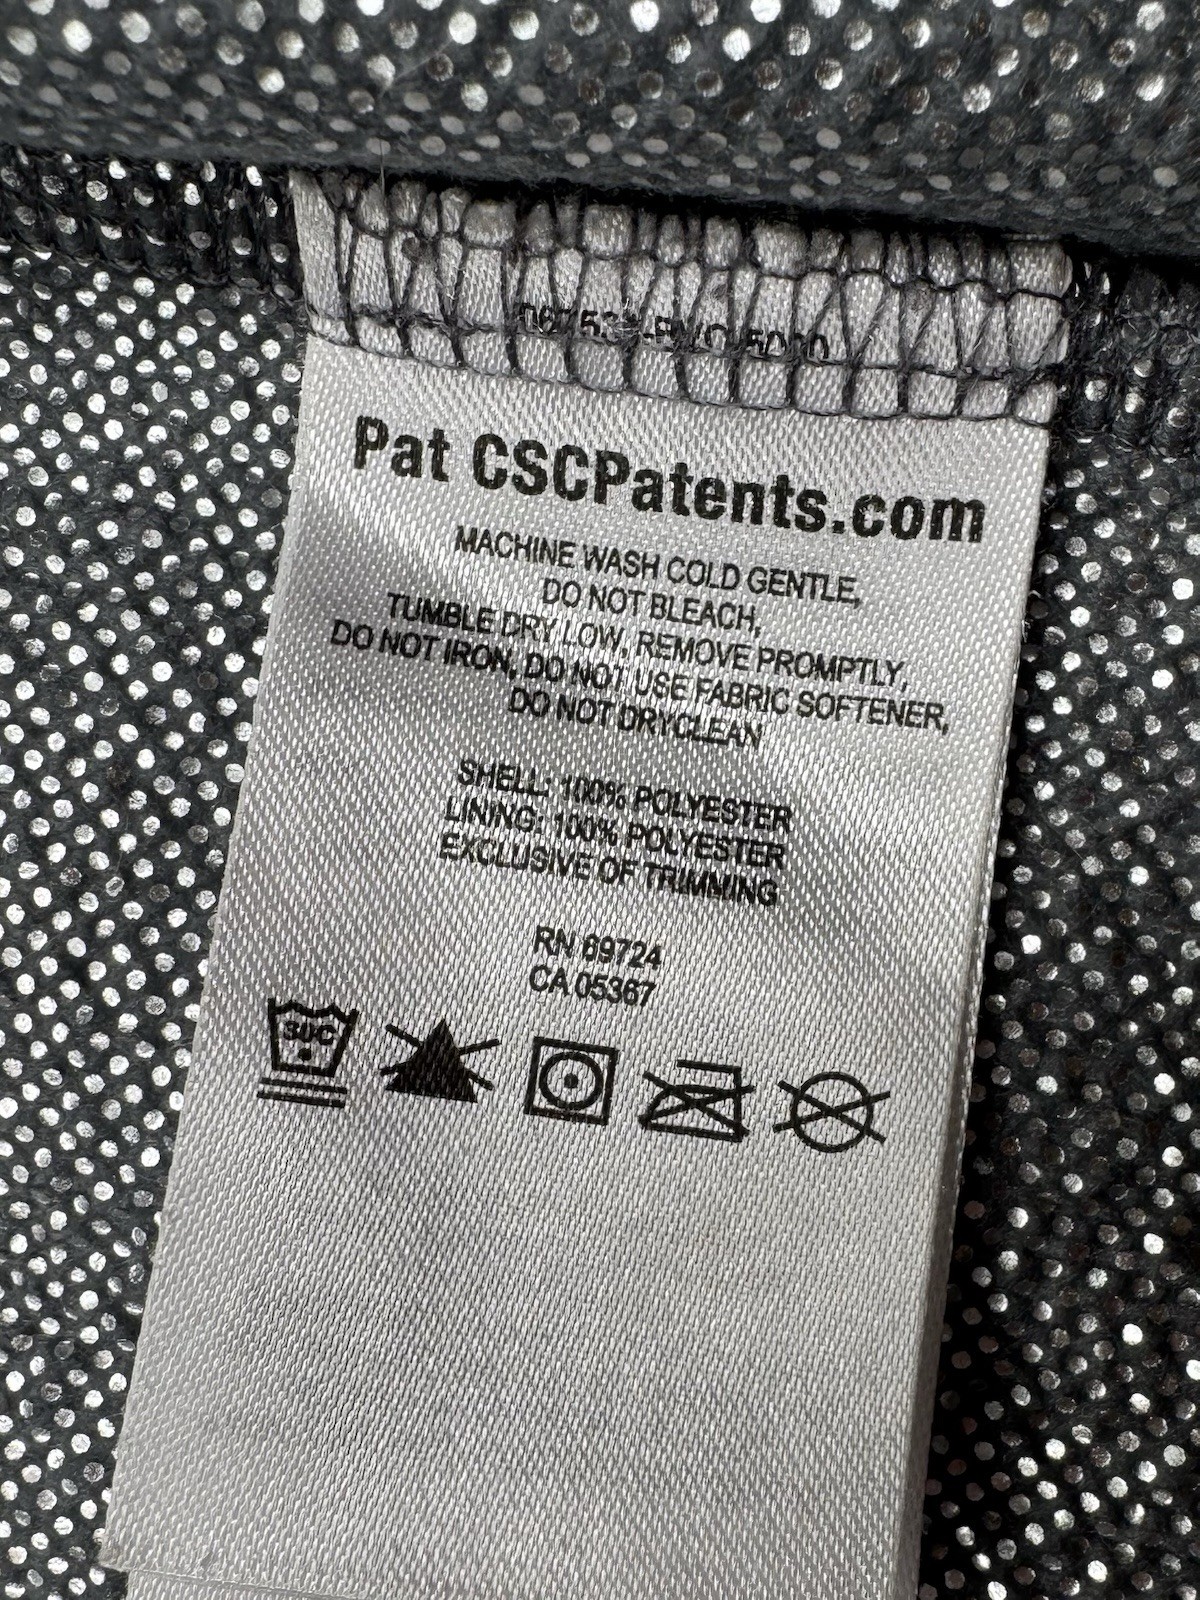 Pat CSCPatents.com
MACHINE WASH COLD GENTLE,
DO NOT BLEACH,
TUMBLE DRY LOW, REMOVE PROMPTLY,
DO NOT IRON, DO NOT USE FABRIC SOFTENER,
DO NOT DRYCLEAN
SHELL: 100% POLYESTER
LINING: 100% POLYESTER
EXCLUSIVE OF TRIMMING
RN 69724
CA 05367
30C